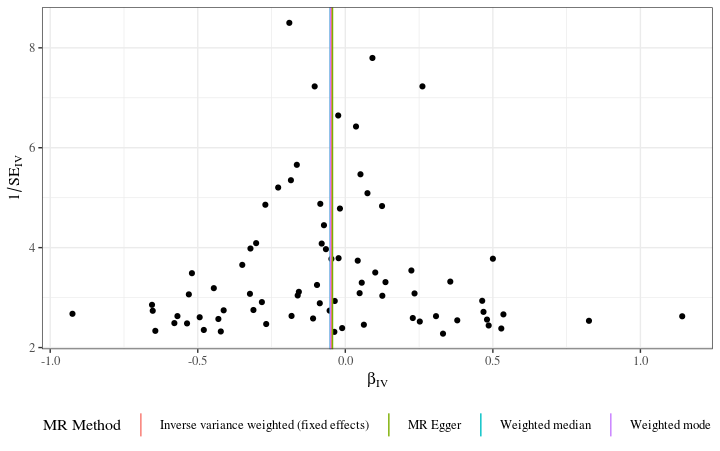 8
6
4
2
1/SE_IV
-1.0 -0.5 0.0 0.5 1.0
β_IV
MR Method Inverse variance weighted (fixed effects) MR Egger Weighted median Weighted mode